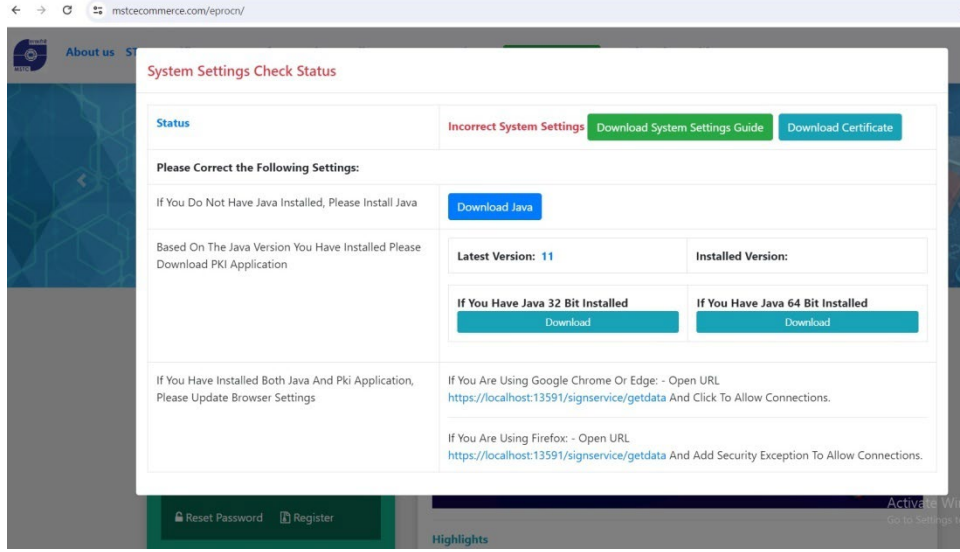 mstcecommerce.com/eprocn/
About us ST
System Settings Check Status
Status
Incorrect System Settings Download System Settings Guide Download Certificate
Please Correct the Following Settings:
If You Do Not Have Java Installed, Please Install Java
Download Java
Based On The Java Version You Have Installed Please
Download PKI Application
Latest Version: 11 Installed Version:
If You Have Java 32 Bit Installed If You Have Java 64 Bit Installed
Download Download
If You Have Installed Both Java And Pki Application,
Please Update Browser Settings
If You Are Using Google Chrome Or Edge: - Open URL
https://localhost:13591/signservice/getdata And Click To Allow Connections.
If You Are Using Firefox: - Open URL
https://localhost:13591/signservice/getdata And Add Security Exception To Allow Connections.
Reset Password Register
Highlights
Activate Wi
Go to Settings t